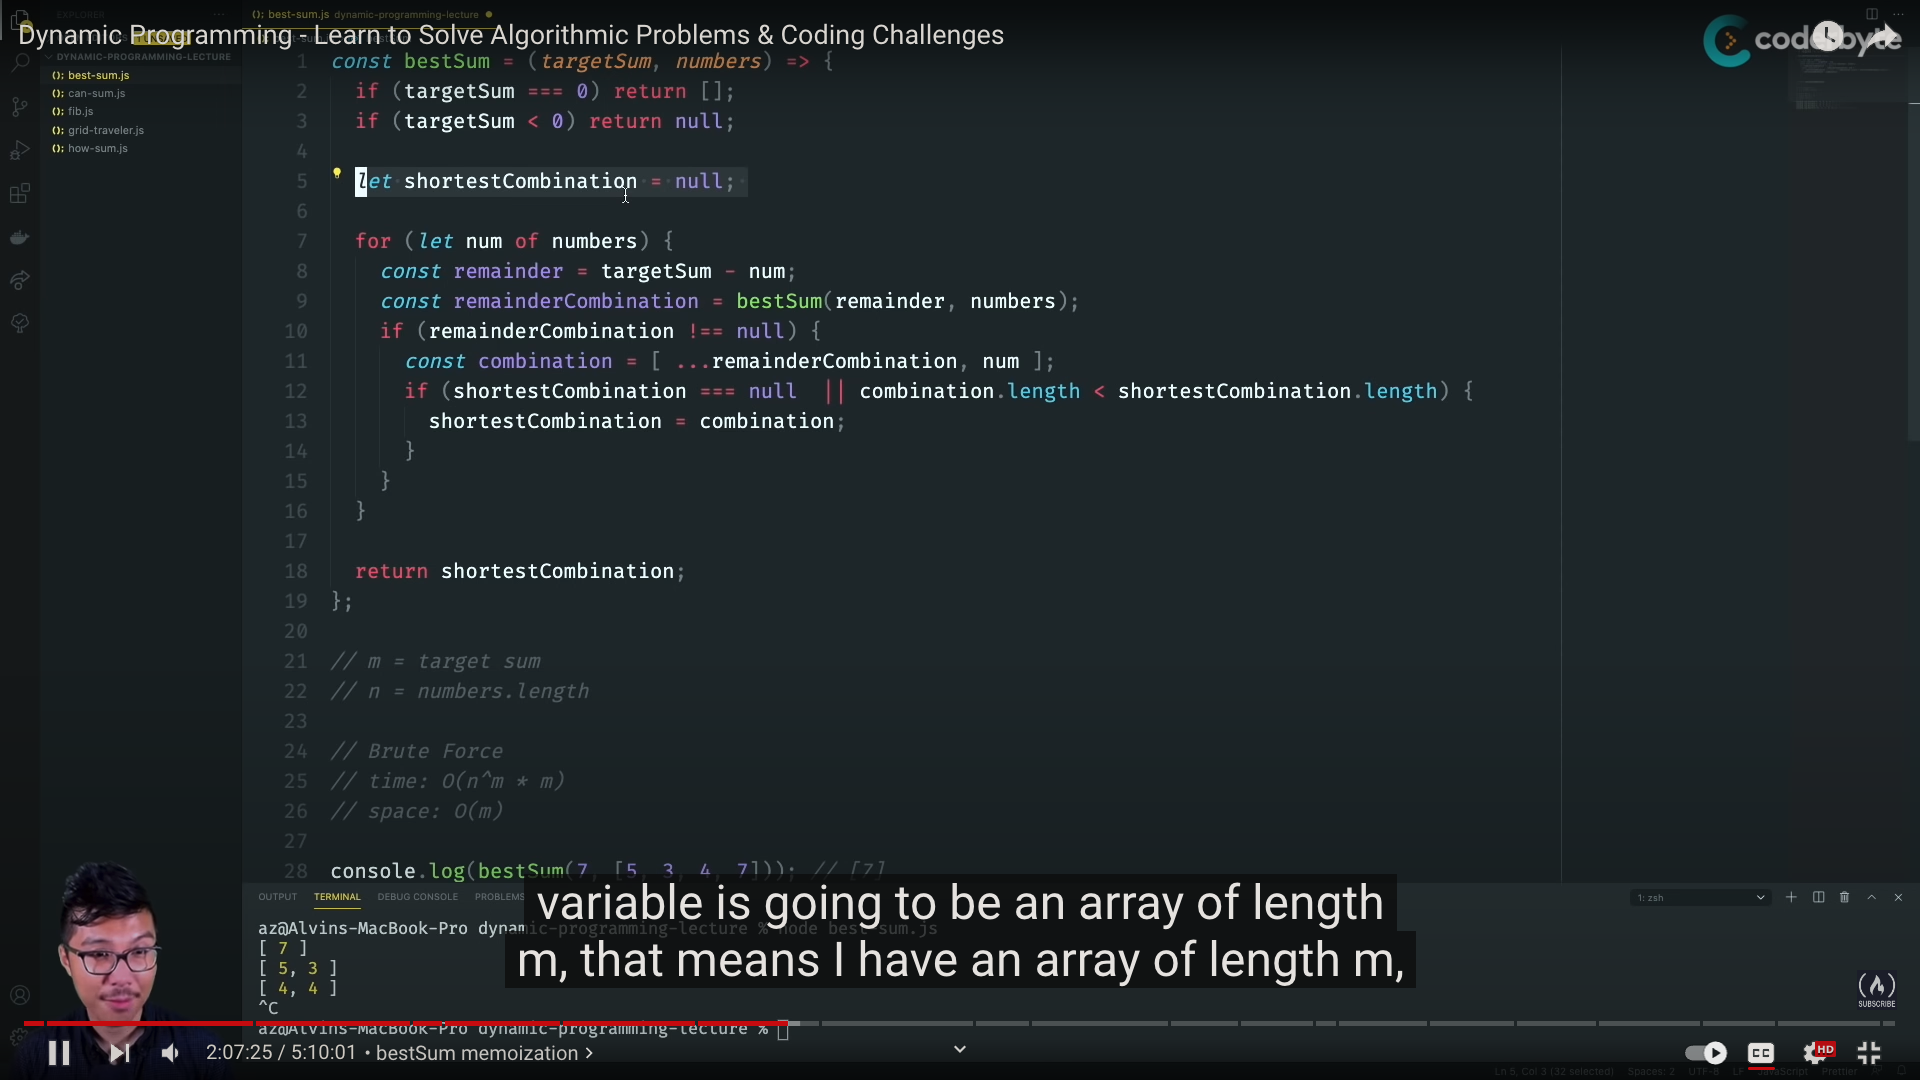 Dynamic Programming - Learn to Solve Algorithmic Problems & Coding Challenges
coderbyte
EXPLORER
best-sum.js dynamic-programming-lecture
DYNAMIC-PROGRAMMING-LECTURE
best-sum.js
can-sum.js
fib.js
grid-traveler.js
how-sum.js
1 const bestSum = (targetSum, numbers) => {
2 if (targetSum === 0) return [];
3 if (targetSum < 0) return null;
4
5 let shortestCombination = null;
6
7 for (let num of numbers) {
8 const remainder = targetSum - num;
9 const remainderCombination = bestSum(remainder, numbers);
10 if (remainderCombination !== null) {
11 const combination = [ ...remainderCombination, num ];
12 if (shortestCombination === null || combination.length < shortestCombination.length) {
13 shortestCombination = combination;
14 }
15 }
16 }
17
18 return shortestCombination;
19 };
20
21 // m = target sum
22 // n = numbers.length
23
24 // Brute Force
25 // time: O(n^m * m)
26 // space: O(m)
27
28 console.log(bestSum(7, [5, 3, 4, 7])); // [7]
OUTPUT TERMINAL DEBUG CONSOLE PROBLEMS
1: zsh
az@Alvins-MacBook-Pro dynamic-programming-lecture % node best-sum.js
[ 7 ]
[ 5, 3 ]
[ 4, 4 ]
^C
az@Alvins-MacBook-Pro dynamic-programming-lecture %
variable is going to be an array of length
m, that means I have an array of length m,
SUBSCRIBE
2:07:25 / 5:10:01 • bestSum memoization >
CC
HD
Ln 5, Col 3 (32 selected) Spaces: 2 UTF-8 LF JavaScript Prettier